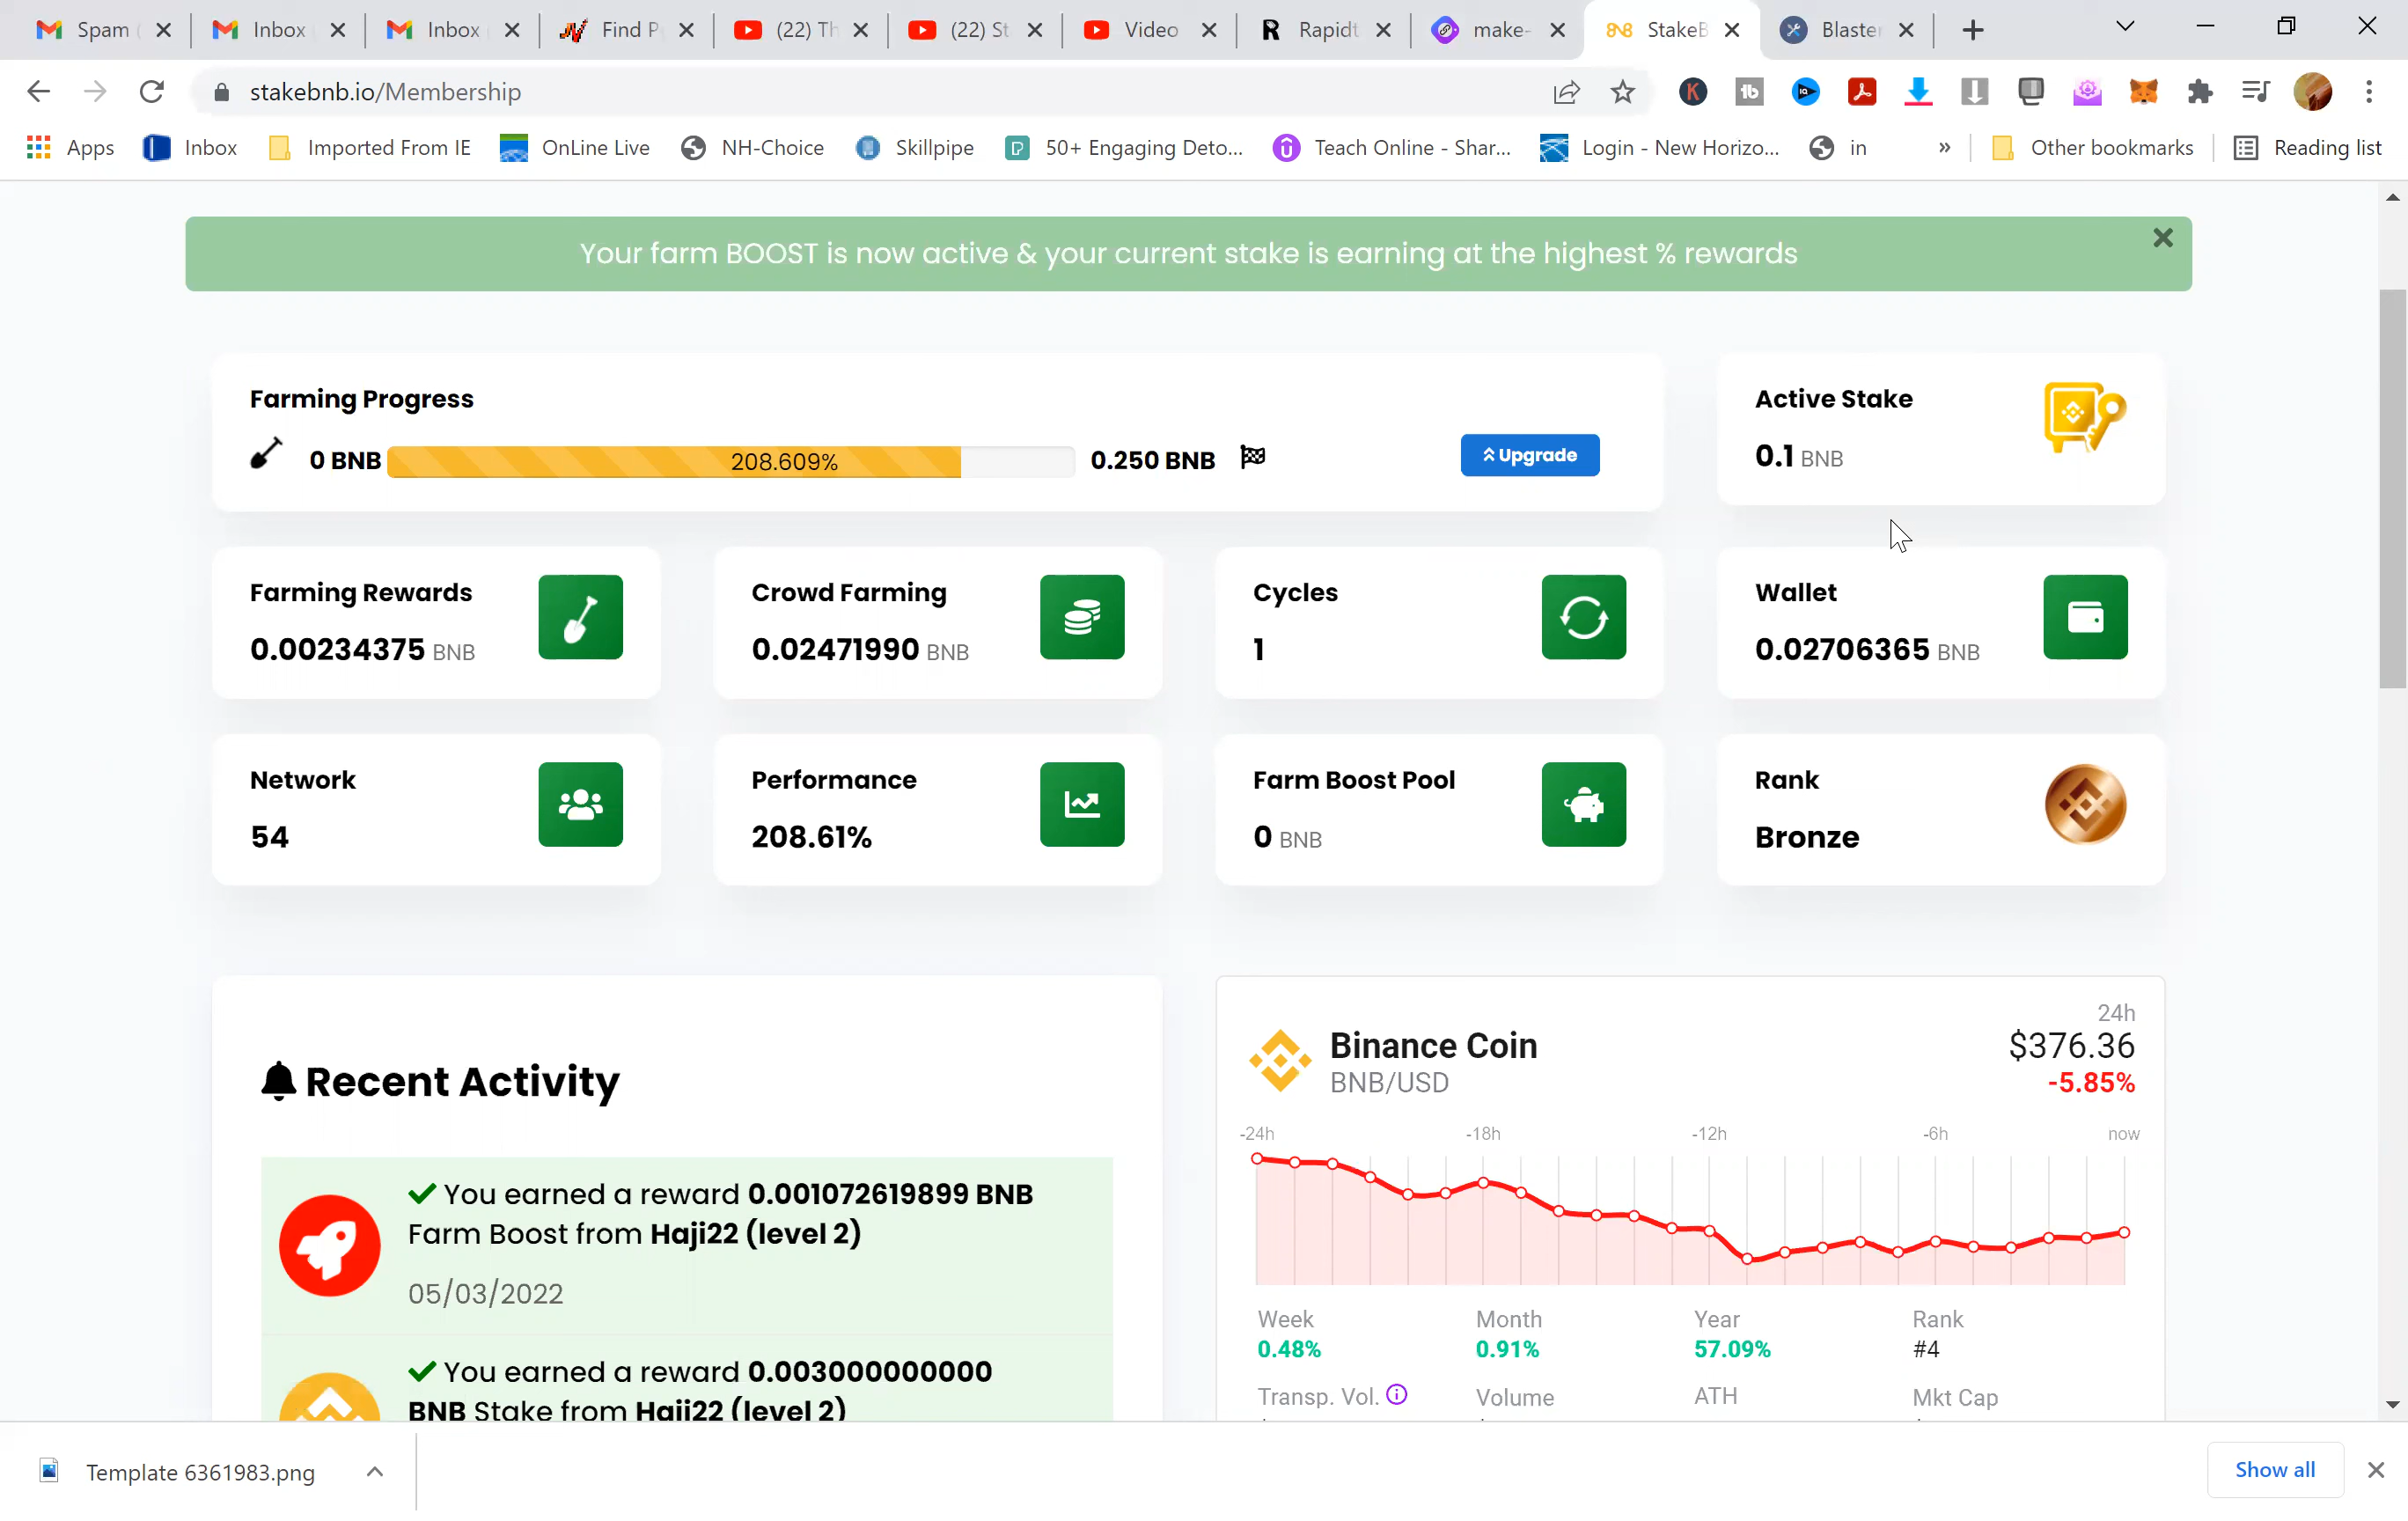 Spam
Inbox
Inbox
Find P
(22) Th
(22) St
Video
Rapidt
make-
StakeB
Blaster
stakebnb.io/Membership
Apps
Inbox
Imported From IE
OnLine Live
NH-Choice
Skillpipe
50+ Engaging Deto...
Teach Online - Shar...
Login - New Horizo...
in
»
Other bookmarks
Reading list
Your farm BOOST is now active & your current stake is earning at the highest % rewards
Farming Progress
0 BNB 208.609% 0.250 BNB
Upgrade
Active Stake
0.1 BNB
Farming Rewards
0.00234375 BNB
Crowd Farming
0.02471990 BNB
Cycles
1
Wallet
0.02706365 BNB
Network
54
Performance
208.61%
Farm Boost Pool
0 BNB
Rank
Bronze
Recent Activity
You earned a reward 0.001072619899 BNB
Farm Boost from Haji22 (level 2)
05/03/2022
You earned a reward 0.003000000000
BNB Stake from Haji22 (level 2)
Binance Coin
BNB/USD
24h
$376.36
-5.85%
-24h -18h -12h -6h now
Week Month Year Rank
0.48% 0.91% 57.09% #4
Transp. Vol. Volume ATH Mkt Cap
Template 6361983.png
Show all